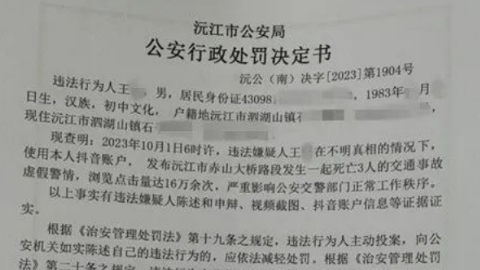 沅江市公安局
公安行政处罚决定书
沅公（南）决字[2023]第1904号
违法行为人王 ，男，居民身份证43098 ，1983年 月
日生，汉族，初中文化， 户籍地沅江市泗湖山镇
现住沅江市泗湖山镇石
现查明：2023年10月1日6时许，违法嫌疑人王 在不明真相的情况下，
使用本人抖音账户， 发布沅江市赤山大桥路段发生一起死亡3人的交通事故
虚假警情，浏览点击量达16万余次，严重影响公安交警部门正常工作秩序。
以上事实有违法嫌疑人陈述和申辩、视频截图、抖音账户信息等证据证
实。
根据《治安管理处罚法》第十九条之规定，违法行为人主动投案，向公
安机关如实陈述自己的违法行为的，应依法减轻处罚。根据《治安管理处罚
法》第二十条之规定，违法